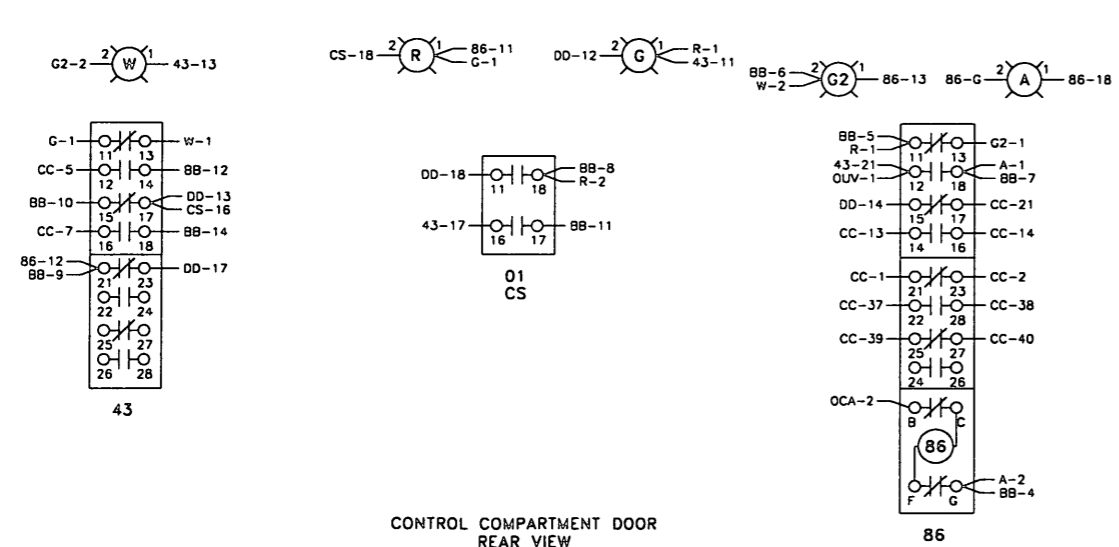 G2-2 2 W 1 43-13
CS-18 2 R 1 86-11
G-1
DD-12 2 G 1 R-1
43-11
BB-6
W-2 2 G2 1 86-13
86-G 2 A 1 86-18
G-1 11 13 W-1
CC-5 12 14 BB-12
BB-10 15 17 DD-13
CS-16
CC-7 16 18 BB-14
86-12
BB-9 21 23 DD-17
22 24
25 27
26 28
43
DD-18 11 18 BB-8
R-2
43-17 16 17 BB-11
01
CS
BB-5
R-1 11 13 G2-1
43-21
OUV-1 12 18 A-1
BB-7
DD-14 15 17 CC-21
CC-13 14 16 CC-14
CC-1 21 23 CC-2
CC-37 22 28 CC-38
CC-39 25 27 CC-40
24 26
OCA-2 B C
86
F G A-2
BB-4
86
CONTROL COMPARTMENT DOOR
REAR VIEW